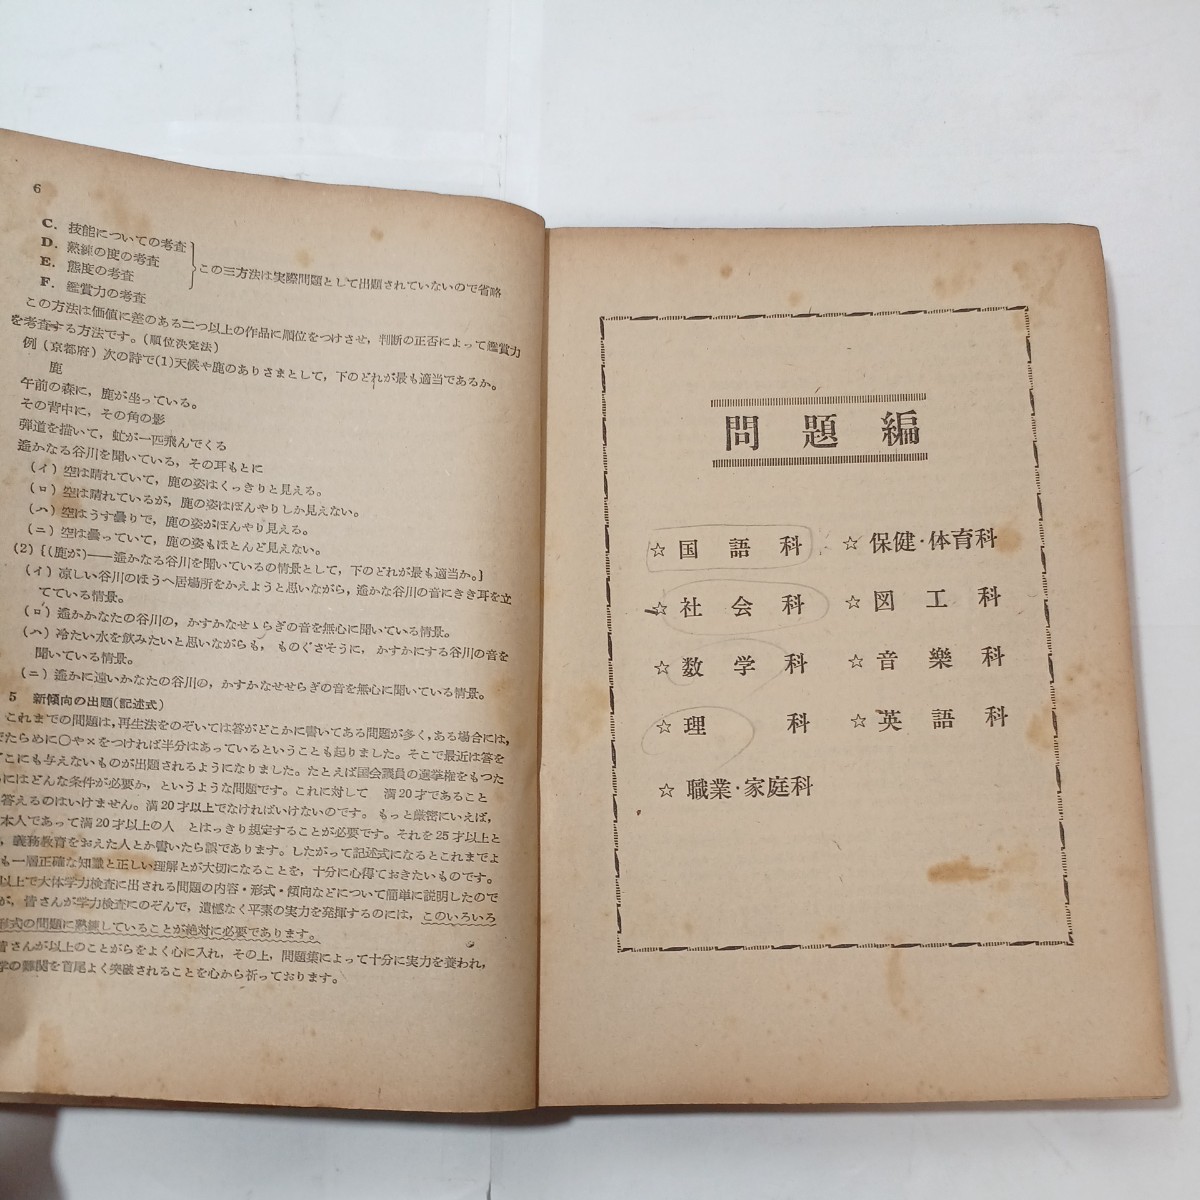 6
C. 技能についての考査
D. 熟練の度の考査
E. 態度の考査
F. 鑑賞力の考査
この三方法は実際問題として出題されていないので省略
この方法は価値に差のある二つ以上の作品に順位をつけさせ，判断の正否によって鑑賞力
を考査する方法です。(順位決定法)
例 (京都府) 次の詩で(1)天候や鹿のありさまとして，下のどれが最も適当であるか。
鹿
午前の森に，鹿が坐っている。
その背中に，その角の影
弾道を描いて，虻が一匹飛んでくる
遥かなる谷川を聞いている，その耳もとに
(イ) 空は晴れていて，鹿の姿はくっきりと見える。
(ロ) 空は晴れているが，鹿の姿はぼんやりしか見えない。
(ハ) 空はうす曇りで，鹿の姿がぼんやり見える。
(ニ) 空は曇っていて，鹿の姿もほとんど見えない。
(2) [(鹿が)——遥かなる谷川を聞いているの情景として，下のどれが最も適当か。]
(イ) 凉しい谷川のほうへ居場所をかえようと思いながら，遥かな谷川の音にきき耳を立
てている情景。
(ロ) 遥かかなたの谷川の，かすかなせゝらぎの音を無心に聞いている情景。
(ハ) 冷たい水を飲みたいと思いながらも，ものぐさそうに，かすかにする谷川の音を
聞いている情景。
(ニ) 遥かに遠いかなたの谷川の，かすかなせせらぎの音を無心に聞いている情景。
5 新傾向の出題(記述式)
これまでの問題は，再生法をのぞいては答がどこかに書いてある問題が多く，ある場合には，
でたらめに〇や×をつければ半分はあっているということも起りました。そこで最近は答を
どこにも与えないものが出題されるようになりました。たとえば国会議員の選挙権をもつた
にはどんな条件が必要か，というような問題です。これに対して 満20才であること
答えるのはいけません。満20才以上でなければいけないのです。もっと厳密にいえば，
本人であって満20才以上の人 とはっきり規定することが必要です。それを25才以上と
，義務教育をおえた人とか書いたら誤であります。したがって記述式になるとこれまでよ
も一層正確な知識と正しい理解とが大切になることを，十分に心得ておきたいものです。
以上で大体学力検査に出される問題の内容・形式・傾向などについて簡単に説明したので
が，皆さんが学力検査にのぞんで，遺憾なく平素の実力を発揮するのには，このいろいろ
形式の問題に熟練していることが絶対に必要であります。
皆さんが以上のことがらをよく心に入れ，その上，問題集によって十分に実力を養われ，
学の難関を首尾よく突破されることを心から祈っております。
問題編
☆ 国語科
☆ 社会科
☆ 数学科
☆ 理科
☆ 職業・家庭科
☆ 保健・体育科
☆ 図工科
☆ 音樂科
☆ 英語科